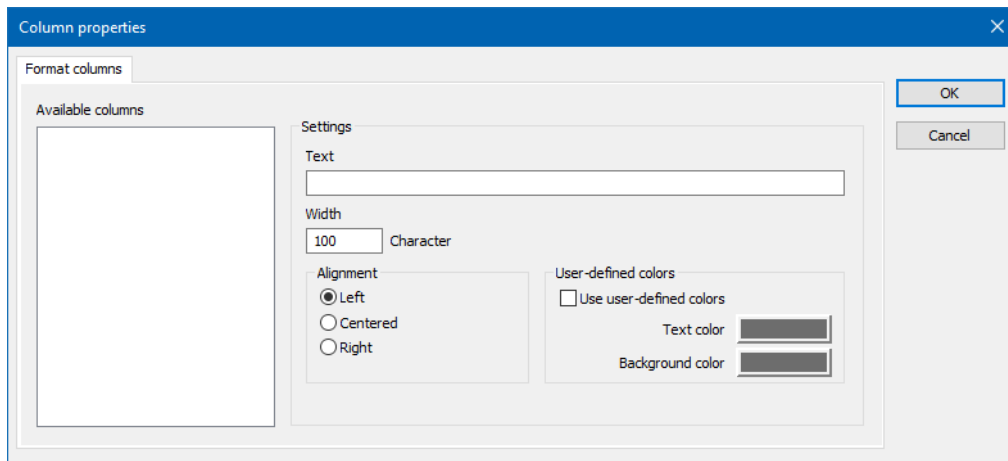 Column properties
Format columns
OK
Available columns
Cancel
Settings
Text
Width
100 Character
Alignment
User-defined colors
Left
Use user-defined colors
Centered
Text color
Right
Background color